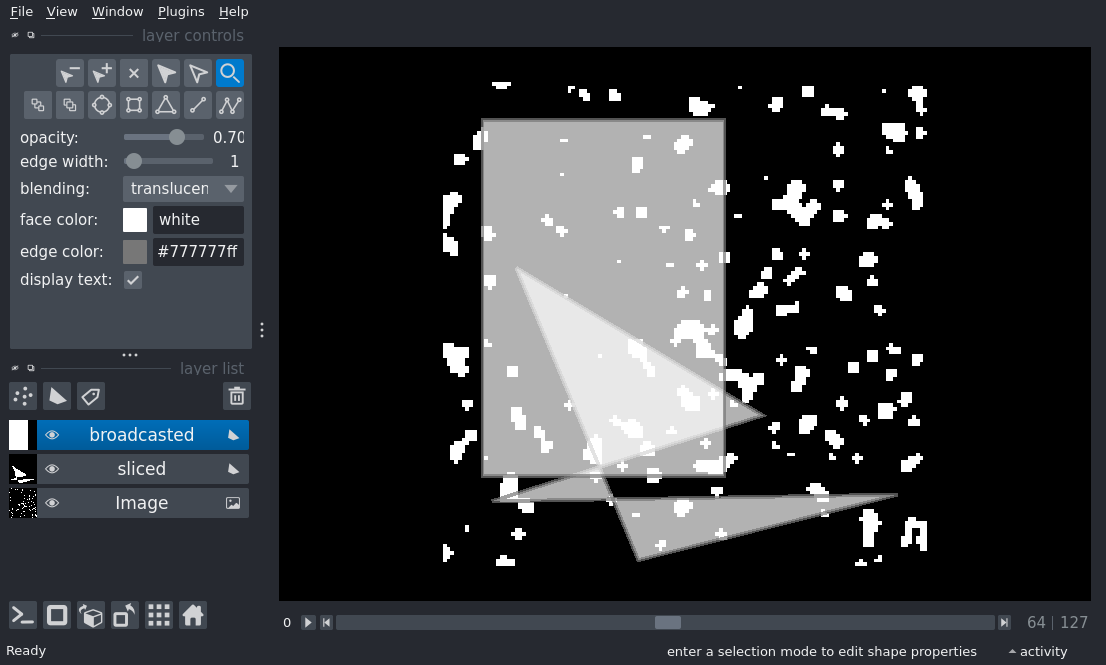 File View Window Plugins Help
layer controls
opacity: 0.70
edge width: 1
blending: translucen
face color: white
edge color: #777777ff
display text:
layer list
broadcasted
sliced
Image
0 64 | 127
Ready enter a selection mode to edit shape properties activity